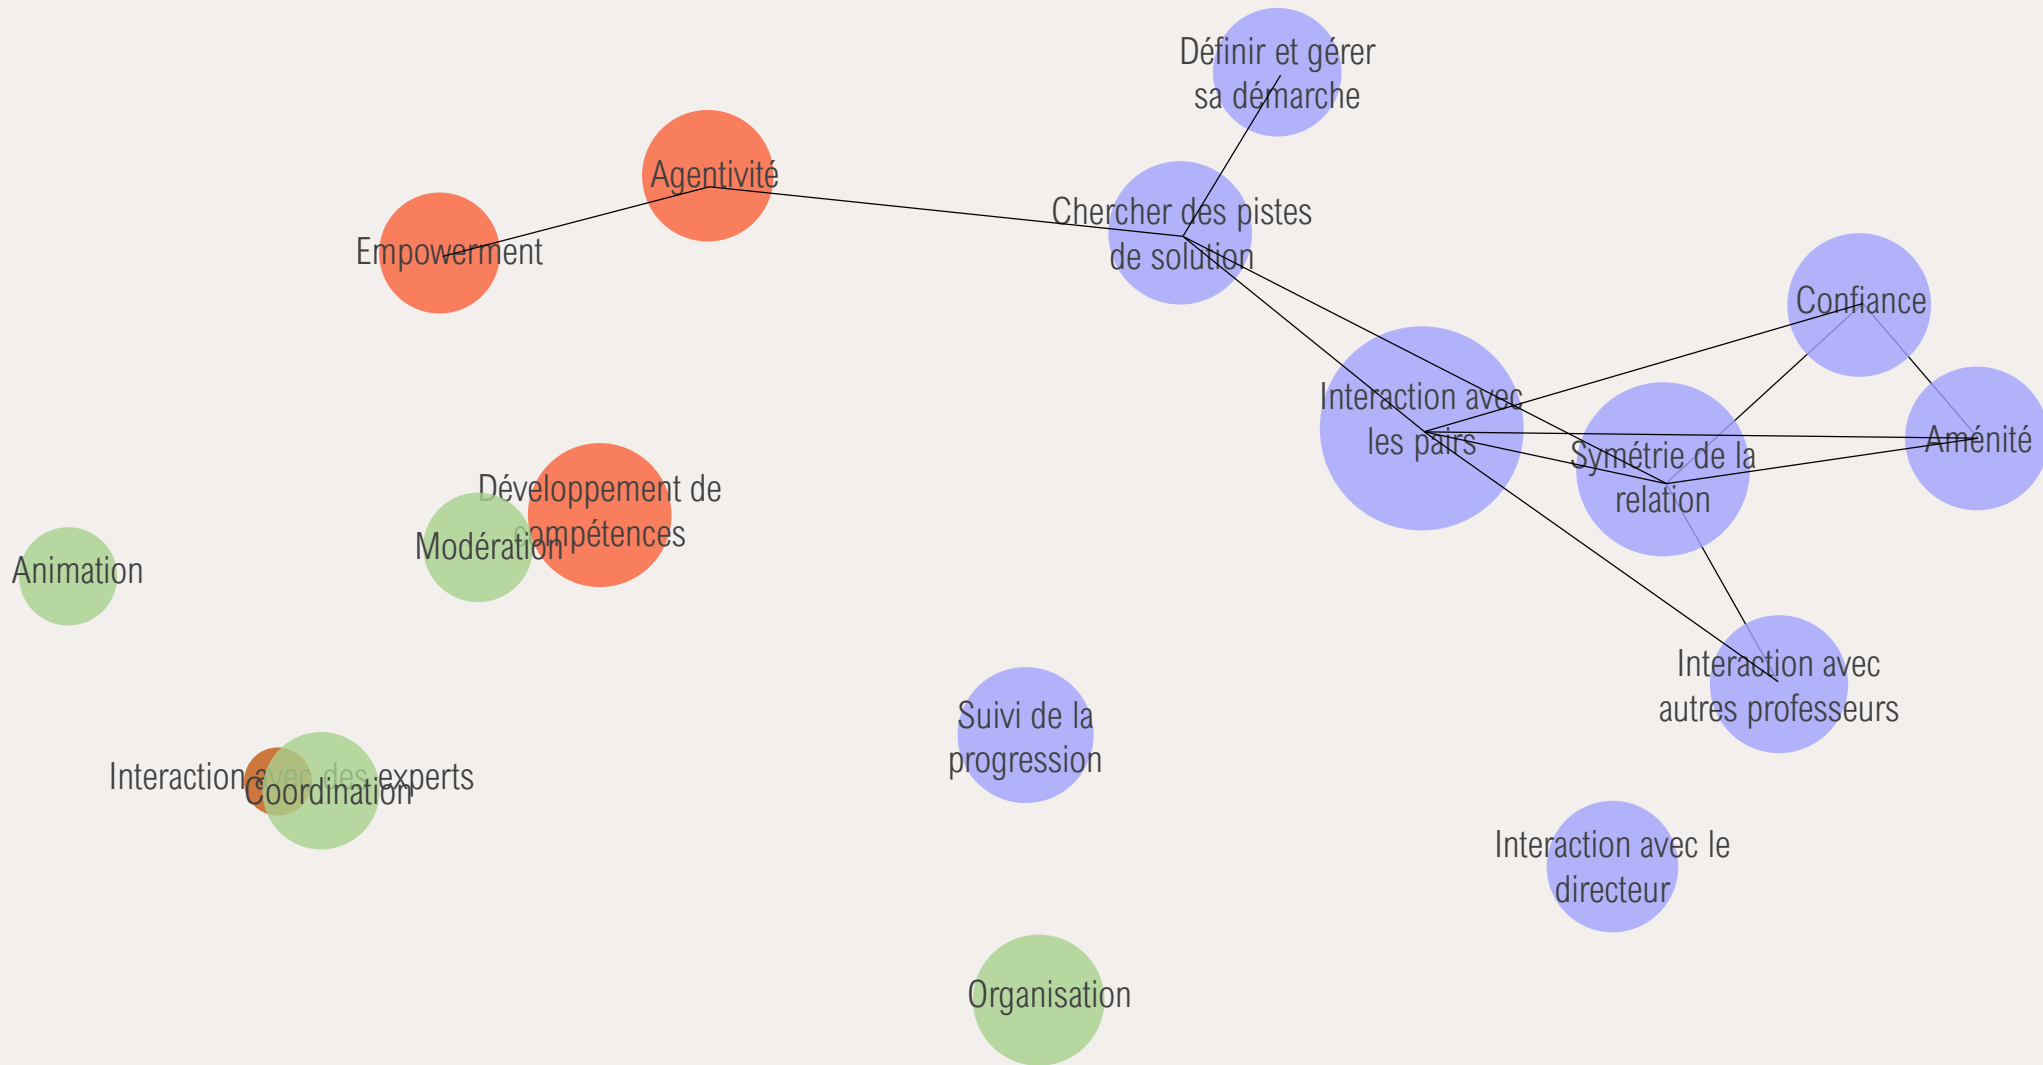 Définir et gérer
sa démarche
Agentivité
Chercher des pistes
de solution
Empowerment
Confiance
Interaction avec
les pairs
Aménité
Symétrie de la
relation
Développement de
compétences
Modération
Animation
Interaction avec
autres professeurs
Suivi de la
progression
Interaction avec des experts
Coordination
Interaction avec le
directeur
Organisation